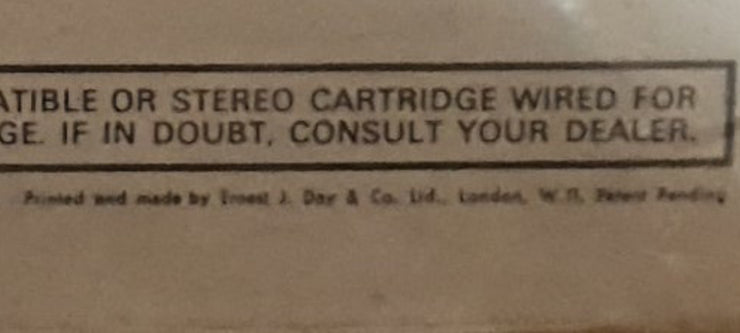 ATIBLE OR STEREO CARTRIDGE WIRED FOR
GE. IF IN DOUBT, CONSULT YOUR DEALER.
Printed and made by Ernest J. Day & Co. Ltd., London, Patent Pending